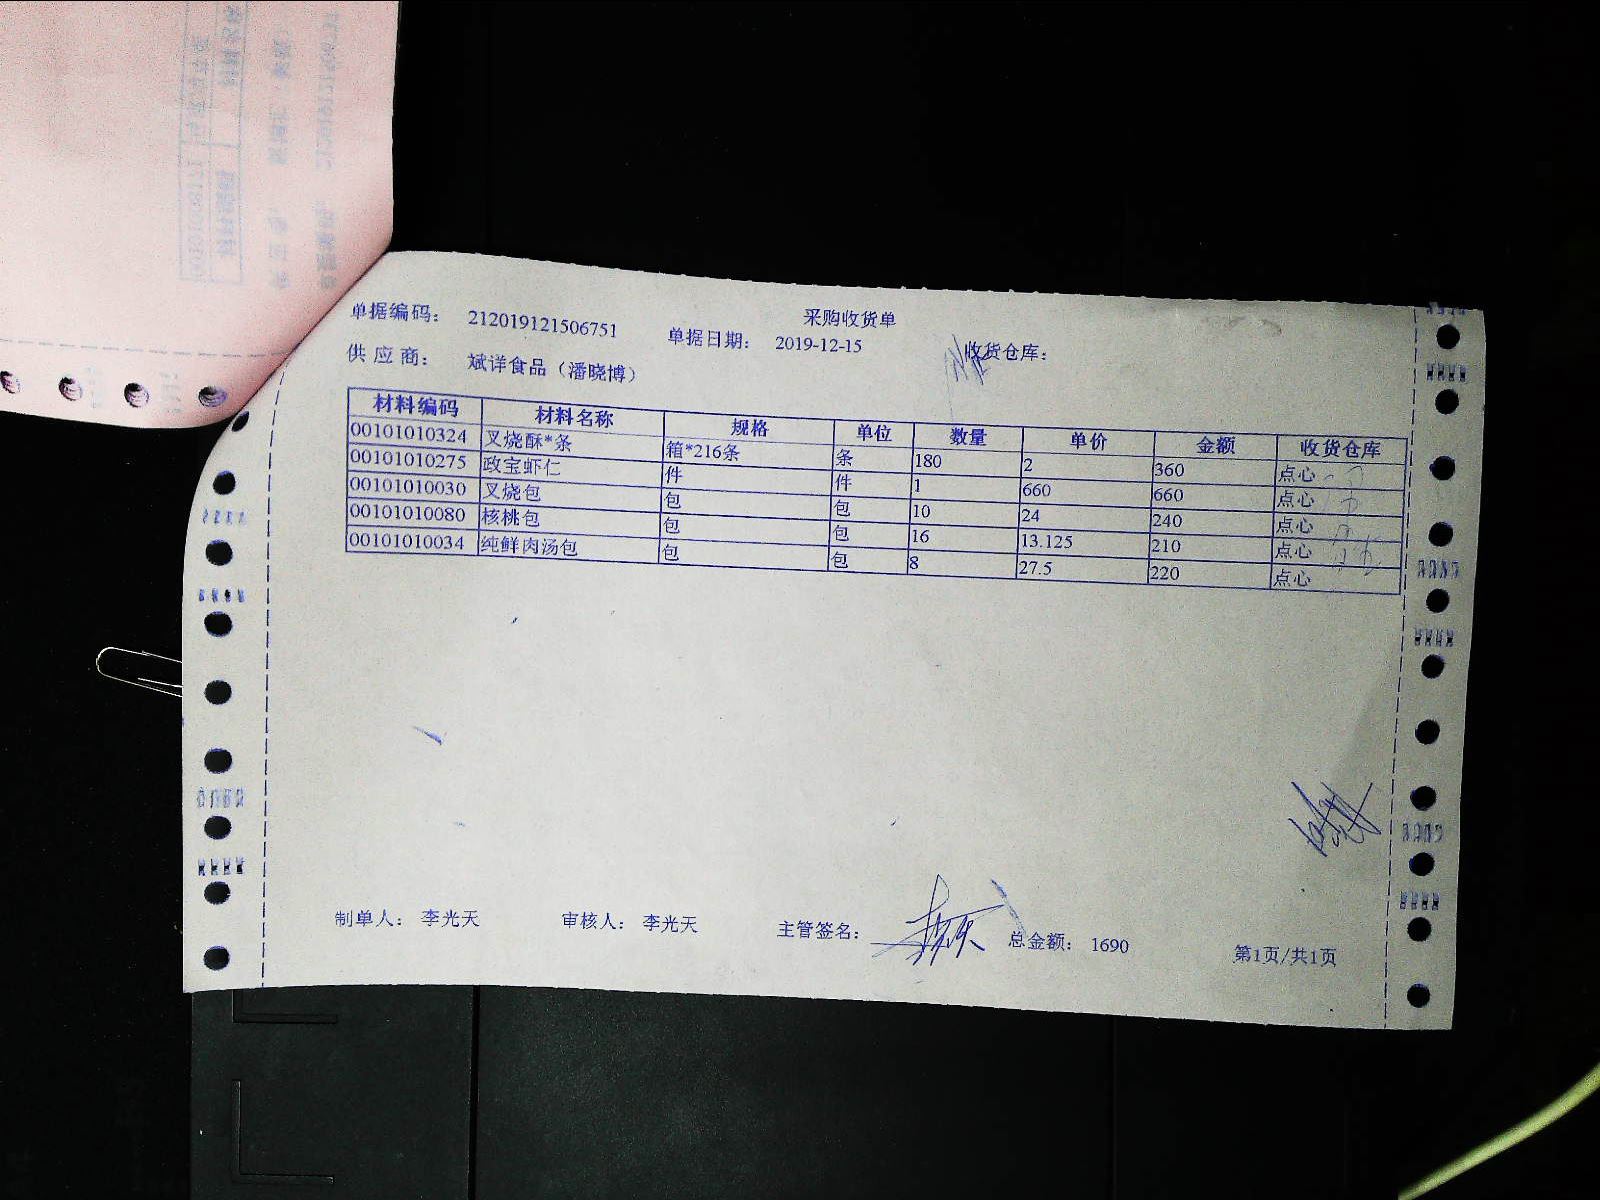 采购收货单
单据编码： 212019121506751 单据日期： 2019-12-15 收货仓库：
供应商： 斌详食品（潘晓博）
材料编码 材料名称 规格 单位 数量 单价 金额 收货仓库
00101010324 叉烧酥*条 箱*216条 条 180 2 360 点心
00101010275 政宝虾仁 件 件 1 660 660 点心
00101010030 叉烧包 包 包 10 24 240 点心
00101010080 核桃包 包 包 16 13.125 210 点心
00101010034 纯鲜肉汤包 包 包 8 27.5 220 点心
制单人： 李光天 审核人： 李光天 主管签名： 总金额： 1690 第1页/共1页